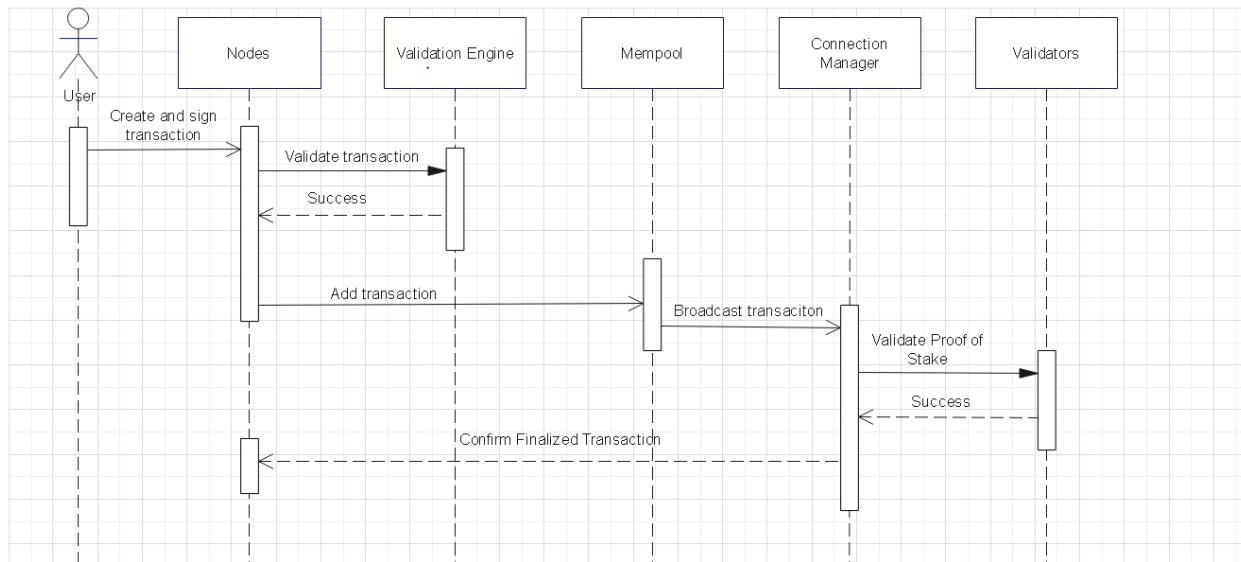 Nodes
Validation Engine
Mempool
Connection
Manager
Validators
User
Create and sign
transaction
Validate transaction
Success
Add transaction
Broadcast transaciton
Validate Proof of
Stake
Success
Confirm Finalized Transaction